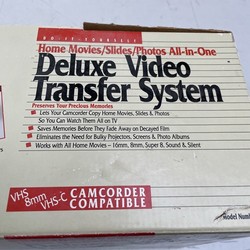 DO-IT-YOURSELF
Home Movies/Slides/Photos All-in-One
Deluxe Video
Transfer System
Preserves Your Precious Memories
Lets Your Camcorder Copy Home Movies, Slides & Photos
So You Can Watch Them All on TV
Saves Memories Before They Fade Away on Decayed Film
Eliminates the Need for Bulky Projectors, Screens & Photo Albums
Works with All Home Movies – 16mm, 8mm, Super 8, Sound & Silent
VHS
8mm
VHS-C
CAMCORDER
COMPATIBLE
Model Num